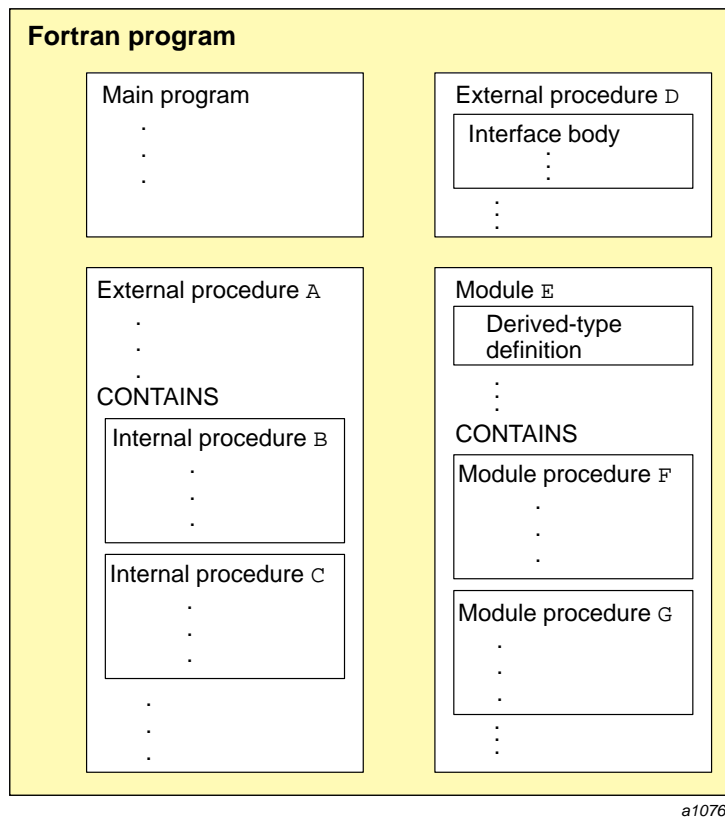 Fortran program
Main program
.
.
.
External procedure D
Interface body
.
.
.
.
.
.
External procedure A
.
.
.
CONTAINS
Internal procedure B
.
.
.
Internal procedure C
.
.
.
.
.
.
Module E
Derived-type
definition
.
.
.
CONTAINS
Module procedure F
.
.
.
Module procedure G
.
.
.
.
.
.
a1076